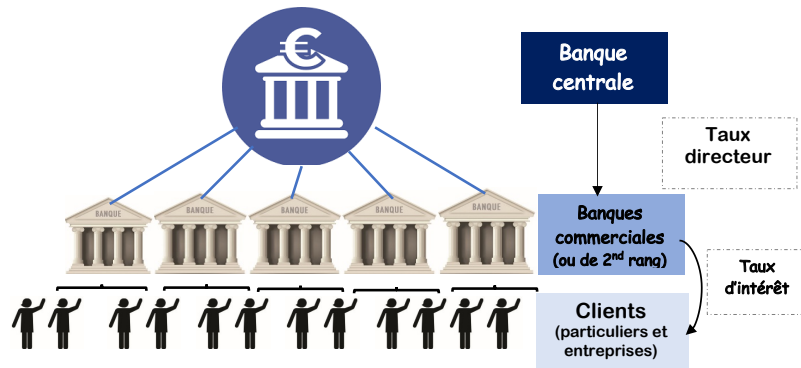 €
Banque
centrale
Taux
directeur
BANQUE
BANQUE
BANQUE
BANQUE
BANQUE
Banques
commerciales
(ou de 2nd rang)
Taux
d'intérêt
Clients
(particuliers et
entreprises)